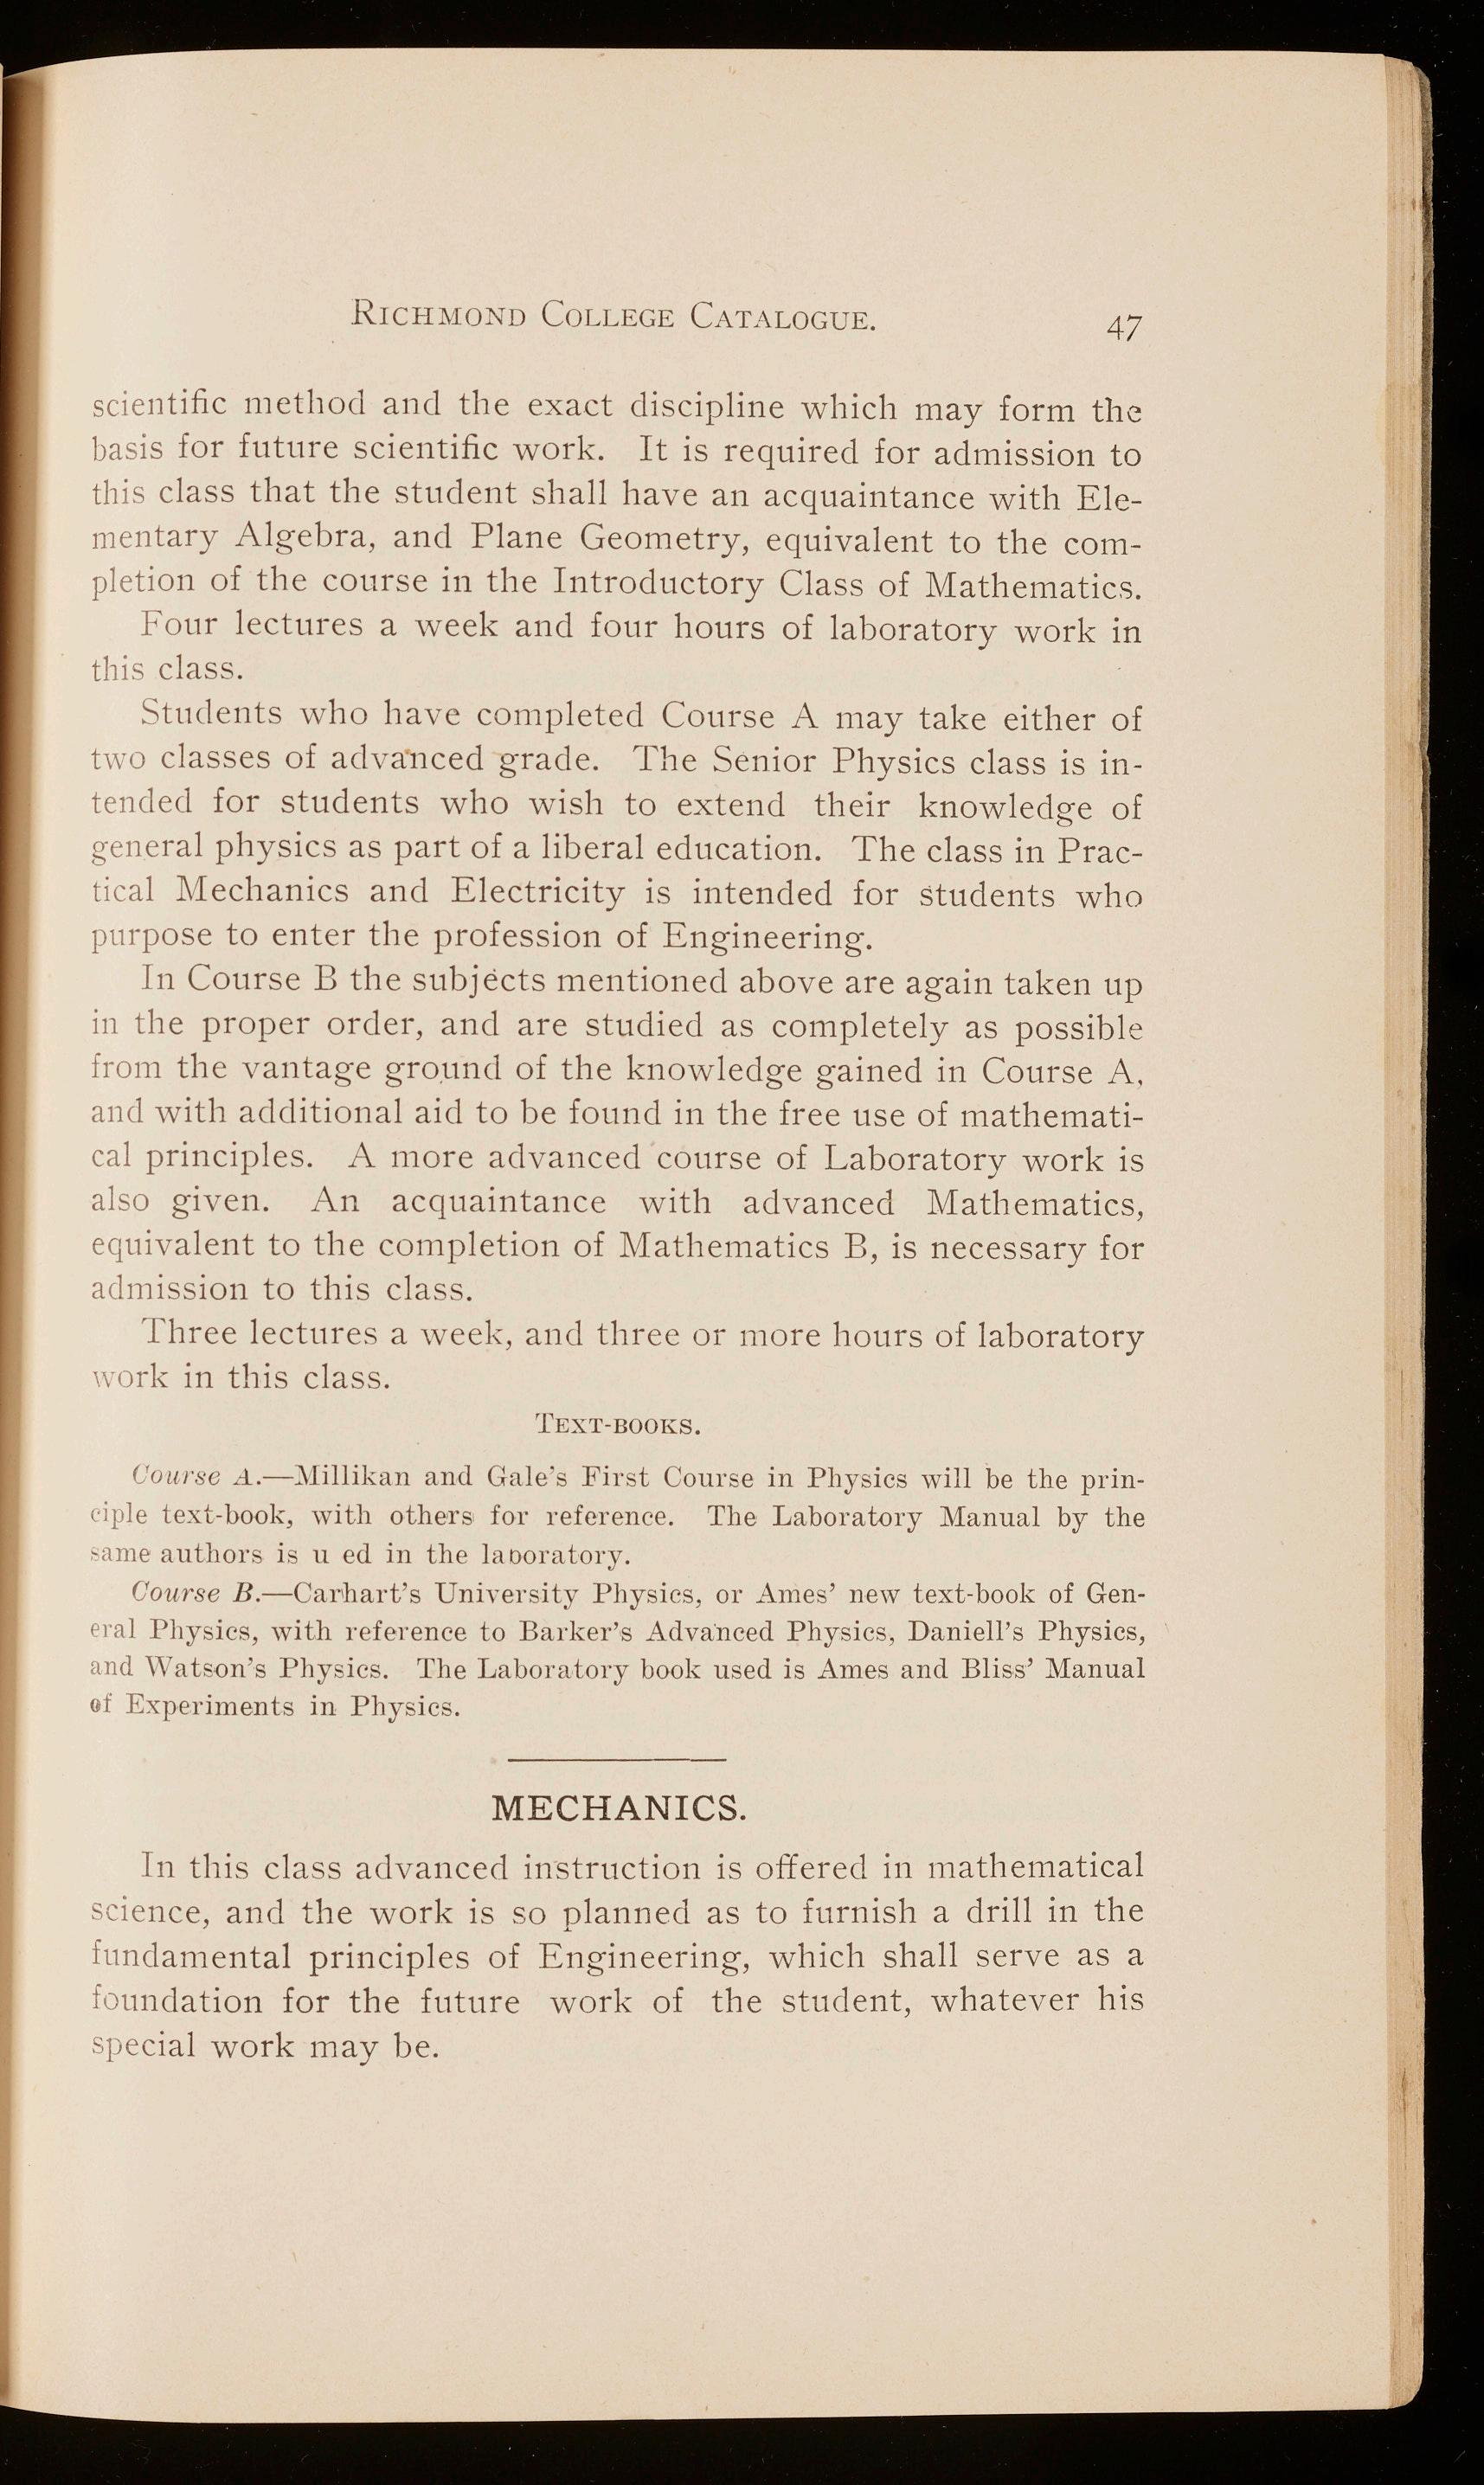 RICHMOND COLLEGE CATALOGUE. 47
scientific method and the exact discipline which may form the
basis for future scientific work. It is required for admission to
this class that the student shall have an acquaintance with Ele-
mentary Algebra, and Plane Geometry, equivalent to the com-
pletion of the course in the Introductory Class of Mathematics.
Four lectures a week and four hours of laboratory work in
this class.
Students who have completed Course A may take either of
two classes of advanced grade. The Senior Physics class is in-
tended for students who wish to extend their knowledge of
general physics as part of a liberal education. The class in Prac-
tical Mechanics and Electricity is intended for students who
purpose to enter the profession of Engineering.
In Course B the subjects mentioned above are again taken up
in the proper order, and are studied as completely as possible
from the vantage ground of the knowledge gained in Course A,
and with additional aid to be found in the free use of mathemati-
cal principles. A more advanced course of Laboratory work is
also given. An acquaintance with advanced Mathematics,
equivalent to the completion of Mathematics B, is necessary for
admission to this class.
Three lectures a week, and three or more hours of laboratory
work in this class.
TEXT-BOOKS.
Course A.—Millikan and Gale's First Course in Physics will be the prin-
ciple text-book, with others for reference. The Laboratory Manual by the
same authors is u ed in the laboratory.
Course B.—Carhart's University Physics, or Ames' new text-book of Gen-
eral Physics, with reference to Barker's Advanced Physics, Daniell's Physics,
and Watson's Physics. The Laboratory book used is Ames and Bliss' Manual
of Experiments in Physics.
MECHANICS.
In this class advanced instruction is offered in mathematical
science, and the work is so planned as to furnish a drill in the
fundamental principles of Engineering, which shall serve as a
foundation for the future work of the student, whatever his
special work may be.